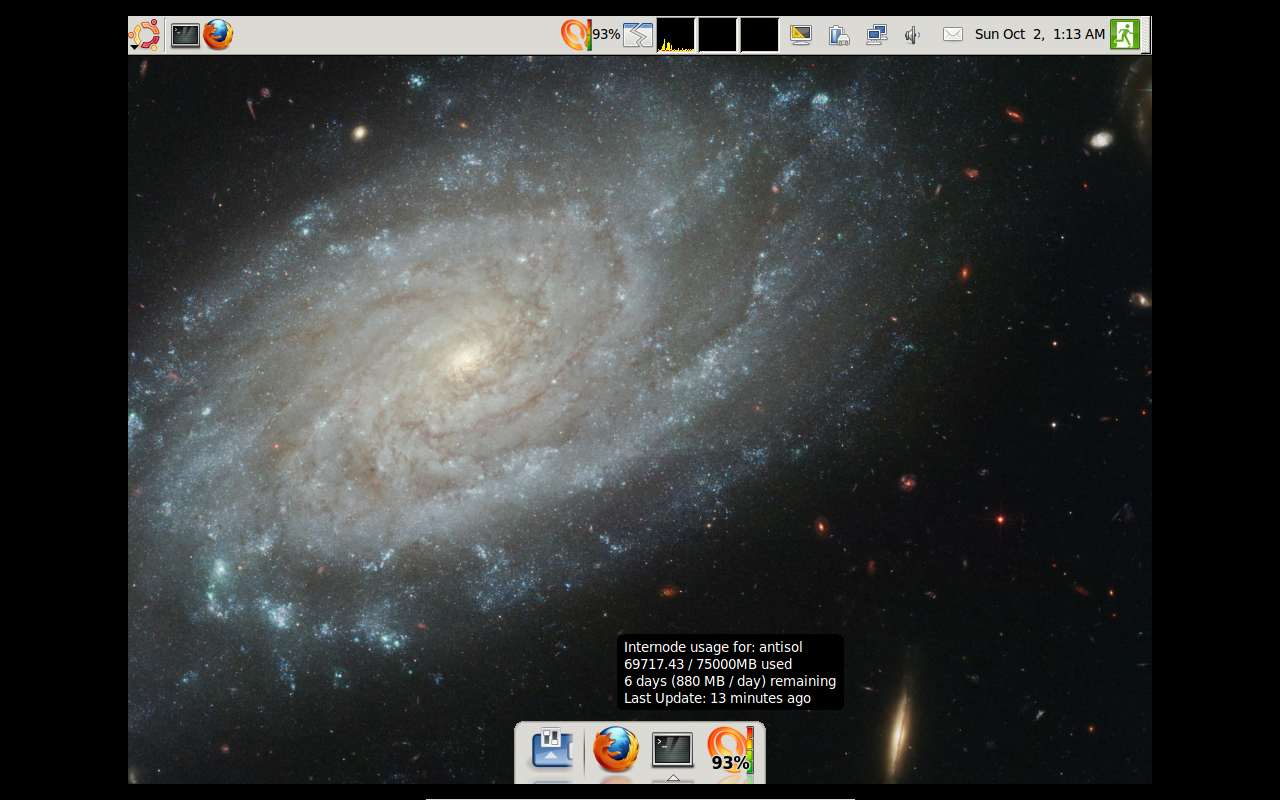 93%
Sun Oct 2, 1:13 AM
Internode usage for: antisol
69717.43 / 75000MB used
6 days (880 MB / day) remaining
Last Update: 13 minutes ago
93%